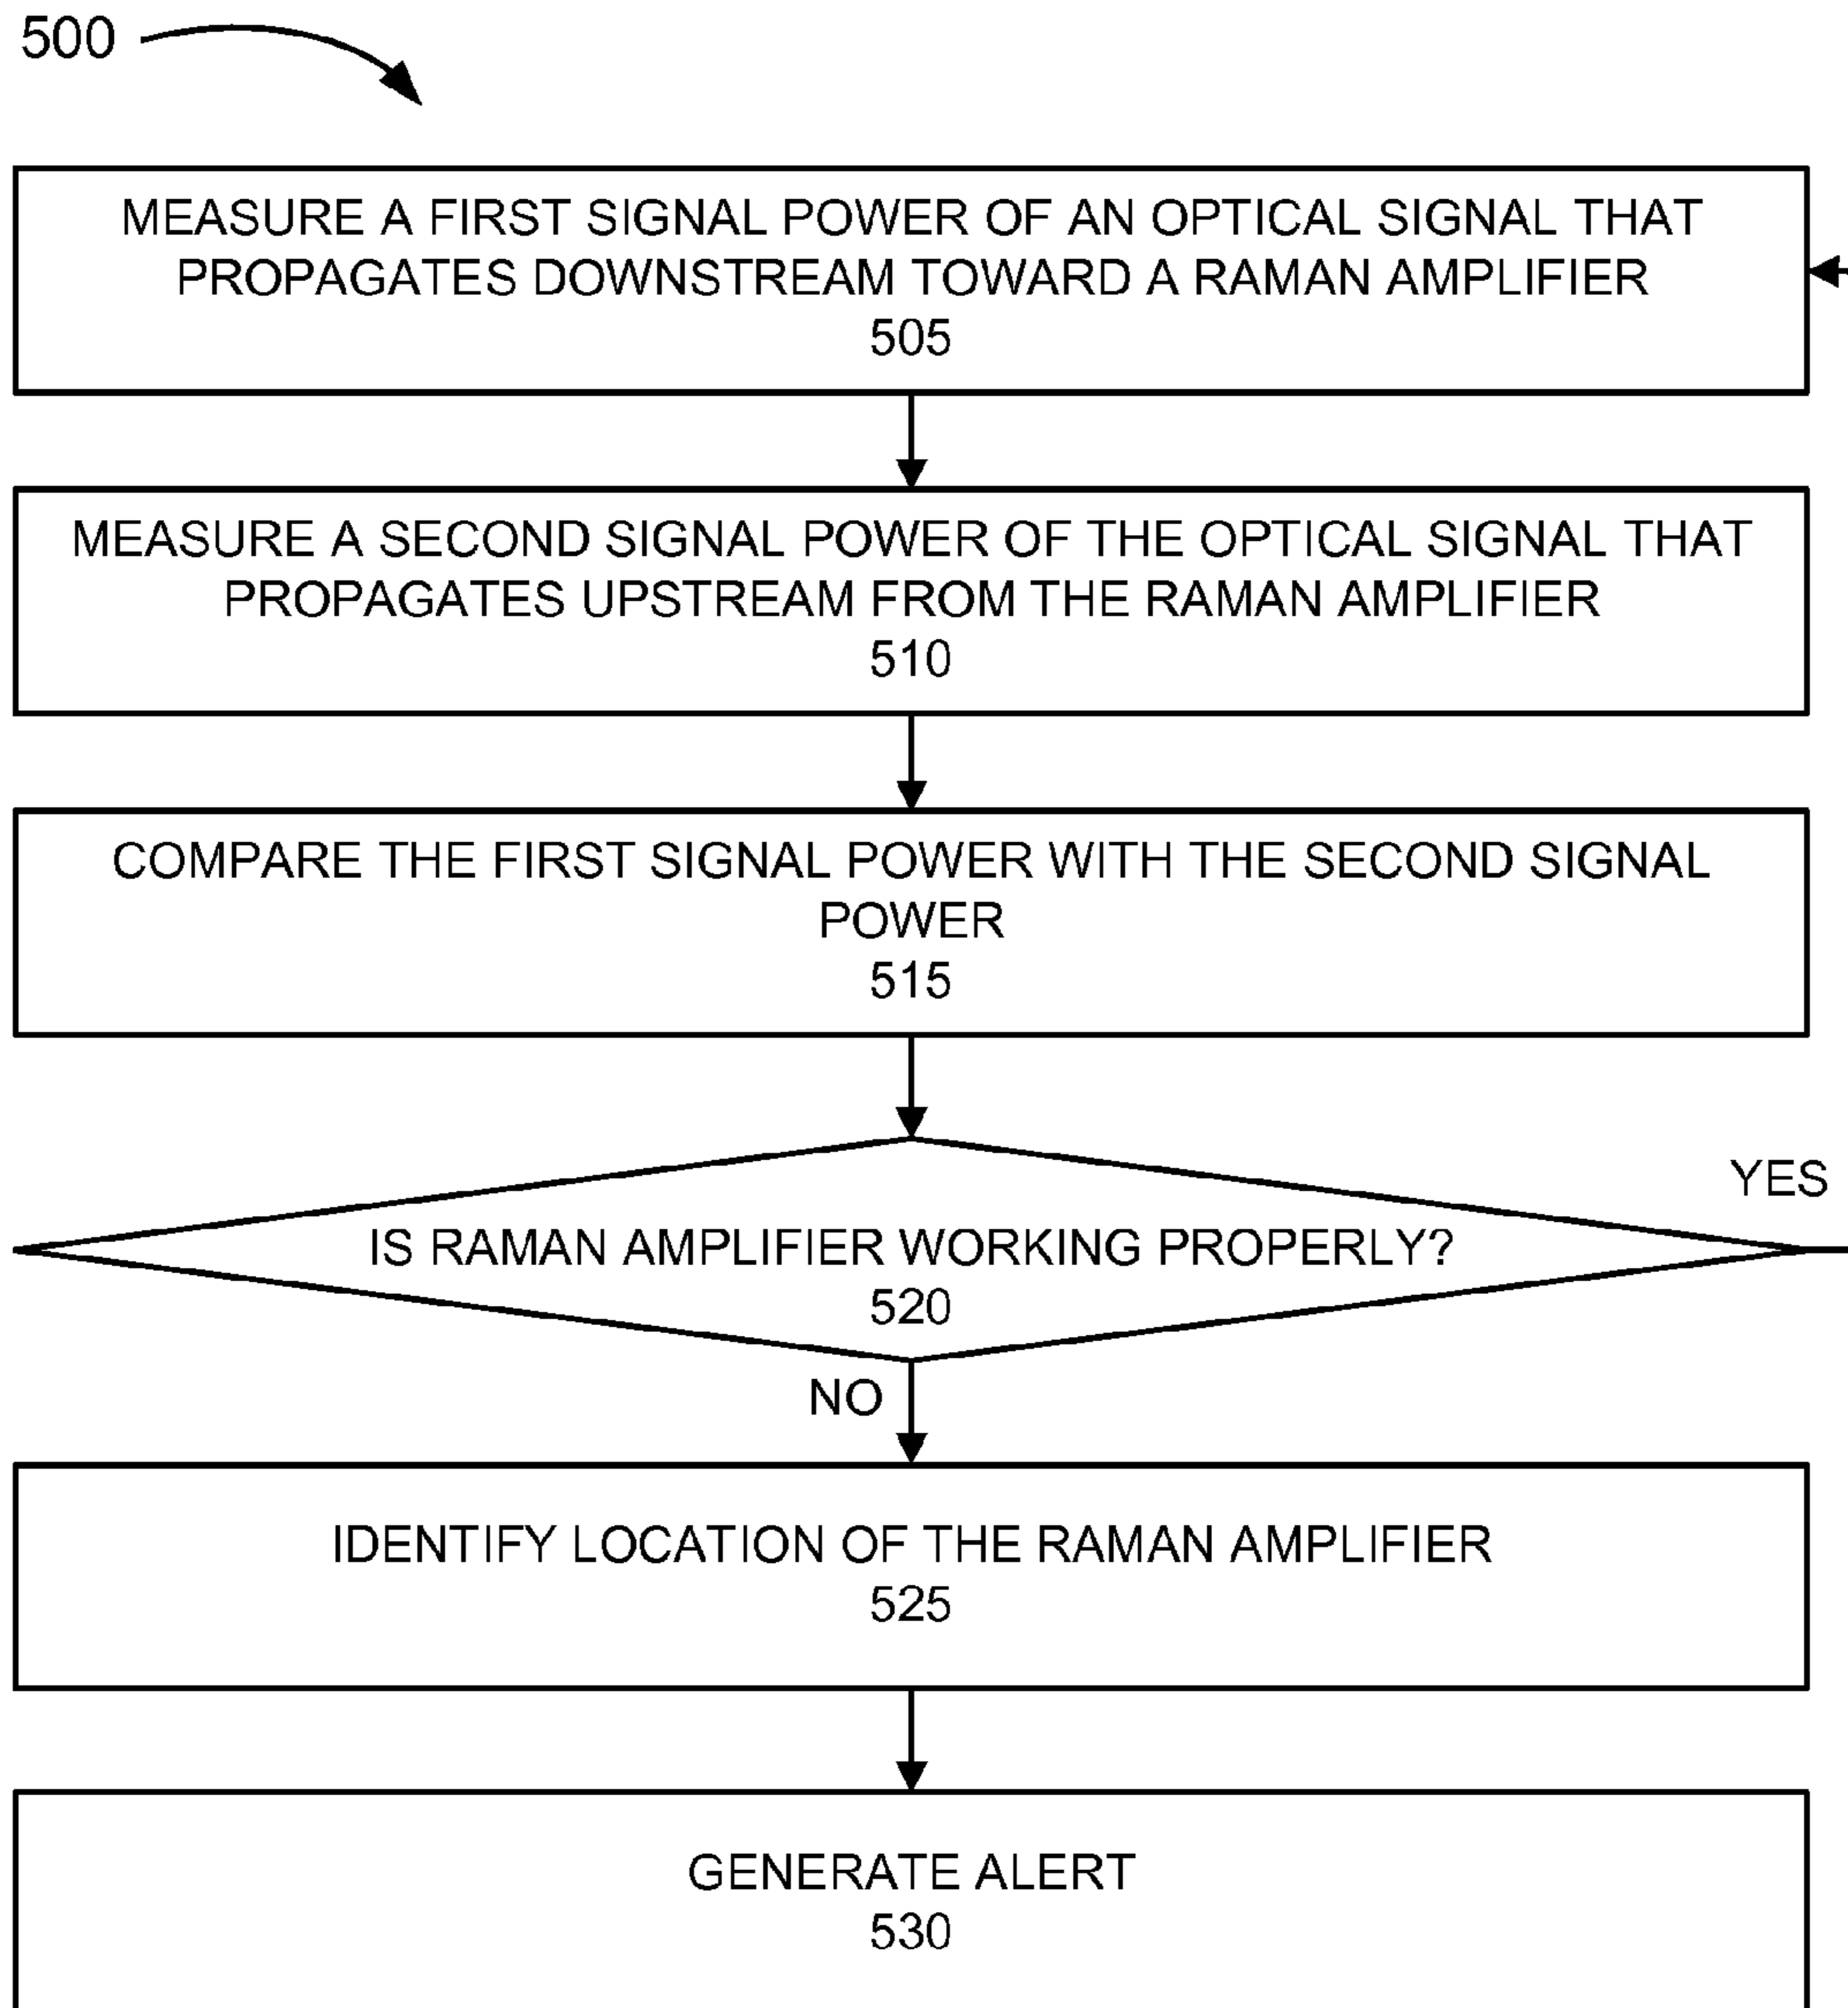 500
MEASURE A FIRST SIGNAL POWER OF AN OPTICAL SIGNAL THAT
PROPAGATES DOWNSTREAM TOWARD A RAMAN AMPLIFIER
505
MEASURE A SECOND SIGNAL POWER OF THE OPTICAL SIGNAL THAT
PROPAGATES UPSTREAM FROM THE RAMAN AMPLIFIER
510
COMPARE THE FIRST SIGNAL POWER WITH THE SECOND SIGNAL
POWER
515
YES
IS RAMAN AMPLIFIER WORKING PROPERLY?
520
NO
IDENTIFY LOCATION OF THE RAMAN AMPLIFIER
525
GENERATE ALERT
530